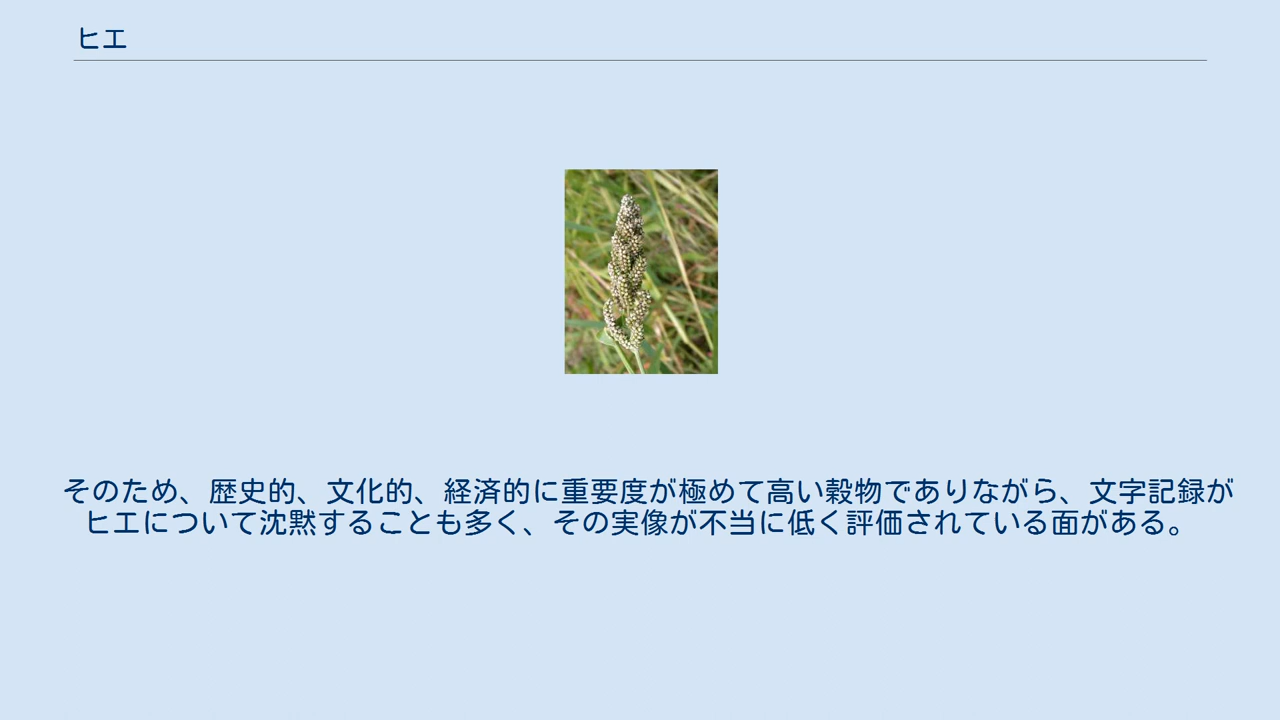 ヒエ
そのため、歴史的、文化的、経済的に重要度が極めて高い穀物でありながら、文字記録が
ヒエについて沈黙することも多く、その実像が不当に低く評価されている面がある。